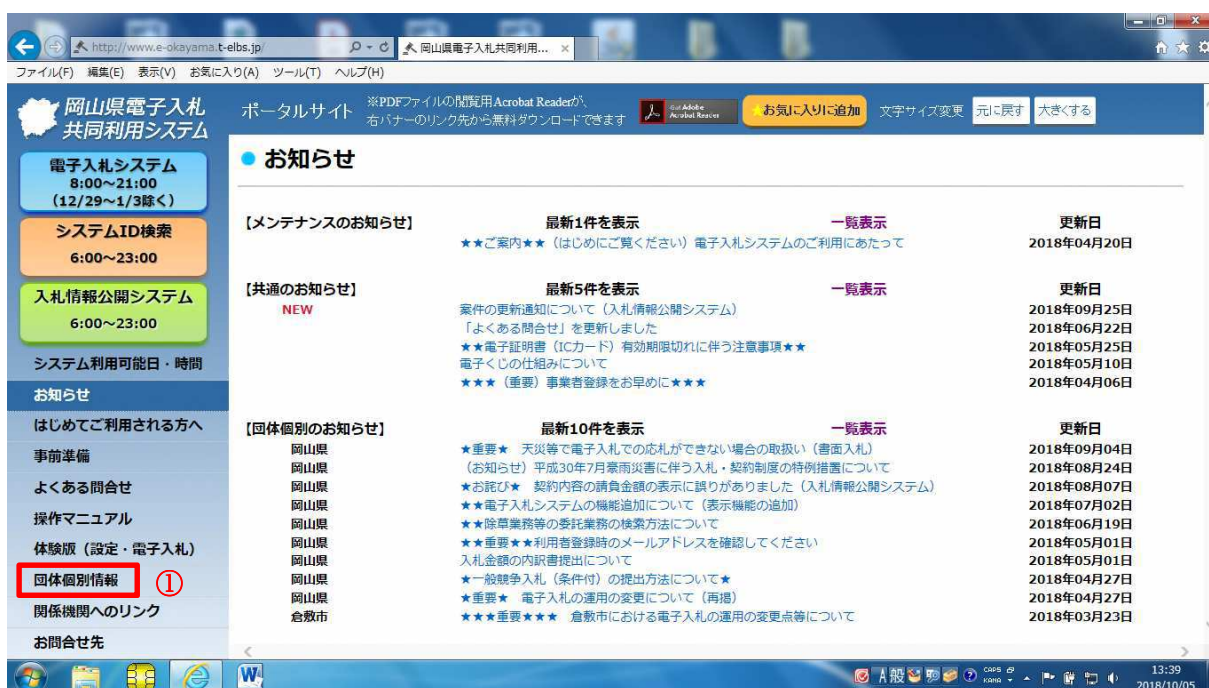 http://www.e-okayama.t-elbs.jp/
岡山県電子入札共同利用... ×
ファイル(F) 編集(E) 表示(V) お気に入り(A) ツール(T) ヘルプ(H)
岡山県電子入札
共同利用システム
ポータルサイト
※PDFファイルの閲覧用Acrobat Readerが、
右バナーのリンク先から無料ダウンロードできます
Get Adobe
Acrobat Reader
お気に入りに追加
文字サイズ変更 元に戻す 大きくする
電子入札システム
8:00～21:00
(12/29～1/3除く)
システムID検索
6:00～23:00
入札情報公開システム
6:00～23:00
システム利用可能日・時間
お知らせ
はじめてご利用される方へ
事前準備
よくある問合せ
操作マニュアル
体験版（設定・電子入札）
団体個別情報 ①
関係機関へのリンク
お問合せ先
お知らせ
【メンテナンスのお知らせ】 最新1件を表示 一覧表示 更新日
★★ご案内★★（はじめにご覧ください）電子入札システムのご利用にあたって 2018年04月20日
【共通のお知らせ】 最新5件を表示 一覧表示 更新日
NEW 案件の更新通知について（入札情報公開システム） 2018年09月25日
「よくある問合せ」を更新しました 2018年06月22日
★★電子証明書（ICカード）有効期限切れに伴う注意事項★★ 2018年05月25日
電子くじの仕組みについて 2018年05月10日
★★★（重要）事業者登録をお早めに★★★ 2018年04月06日
【団体個別のお知らせ】 最新10件を表示 一覧表示 更新日
岡山県 ★重要★ 天災等で電子入札での応札ができない場合の取扱い（書面入札） 2018年09月04日
岡山県 （お知らせ）平成30年7月豪雨災害に伴う入札・契約制度の特例措置について 2018年08月24日
岡山県 ★お詫び★ 契約内容の請負金額の表示に誤りがありました（入札情報公開システム） 2018年08月07日
岡山県 ★★電子入札システムの機能追加について（表示機能の追加） 2018年07月02日
岡山県 ★★除草業務等の委託業務の検索方法について 2018年06月19日
岡山県 ★★重要★★利用者登録時のメールアドレスを確認してください 2018年05月01日
岡山県 入札金額の内訳書提出について 2018年05月01日
岡山県 ★一般競争入札（条件付）の提出方法について★ 2018年04月27日
岡山県 ★重要★ 電子入札の運用の変更について（再掲） 2018年04月27日
倉敷市 ★★★重要★★★ 倉敷市における電子入札の運用の変更点等について 2018年03月23日
A 般 CAPS KANA 13:39
2018/10/05